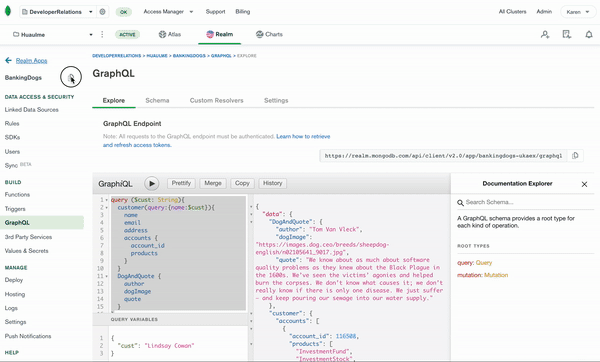 DeveloperRelations
OK
Access Manager
Support
Billing
All Clusters
Admin
Karen
Huaulme
ACTIVE
Atlas
Realm
Charts
Realm Apps
BankingDogs
DATA ACCESS & SECURITY
Linked Data Sources
Rules
SDKs
Users
Sync BETA
BUILD
Functions
Triggers
GraphQL
3rd Party Services
Values & Secrets
MANAGE
Deploy
Hosting
Logs
Settings
Push Notifications
HELP
DEVELOPERRELATIONS > HUAULME > BANKINGDOGS > GRAPHQL > EXPLORE
GraphQL
Explore
Schema
Custom Resolvers
Settings
GraphQL Endpoint
Note: All requests to the GraphQL endpoint must be authenticated. Learn how to retrieve
and refresh access tokens.
https://realm.mongodb.com/api/client/v2.0/app/bankingdogs-ukaes/graphql
GraphiQL
Prettify
Merge
Copy
History
1 query ($cust: String){
2 customer(query:{name:$cust}){
3 name
4 email
5 address
6 accounts {
7 account_id
8 products
9 }
10 }
11 DogAndQuote {
12 author
13 dogImage
14 quote
15 }
QUERY VARIABLES
1 {
2 "cust": "Lindsay Cowan"
3 }
{
"data": {
"DogAndQuote": {
"author": "Tom Van Vleck",
"dogImage":
"https://images.dog.ceo/breeds/sheepdog-
english/n02105641_9017.jpg",
"quote": "We know about as much about software
quality problems as they knew about the Black Plague in
the 1600s. We've seen the victims' agonies and helped
burn the corpses. We don't know what causes it; we don't
really know if there is only one disease. We just suffer
— and keep pouring our sewage into our water supply."
},
"customer": {
"accounts": [
{
"account_id": 116508,
"products": [
"InvestmentFund",
"InvestmentStock",
Documentation Explorer
Search Schema...
A GraphQL schema provides a root type for
each kind of operation.
ROOT TYPES
query: Query
mutation: Mutation